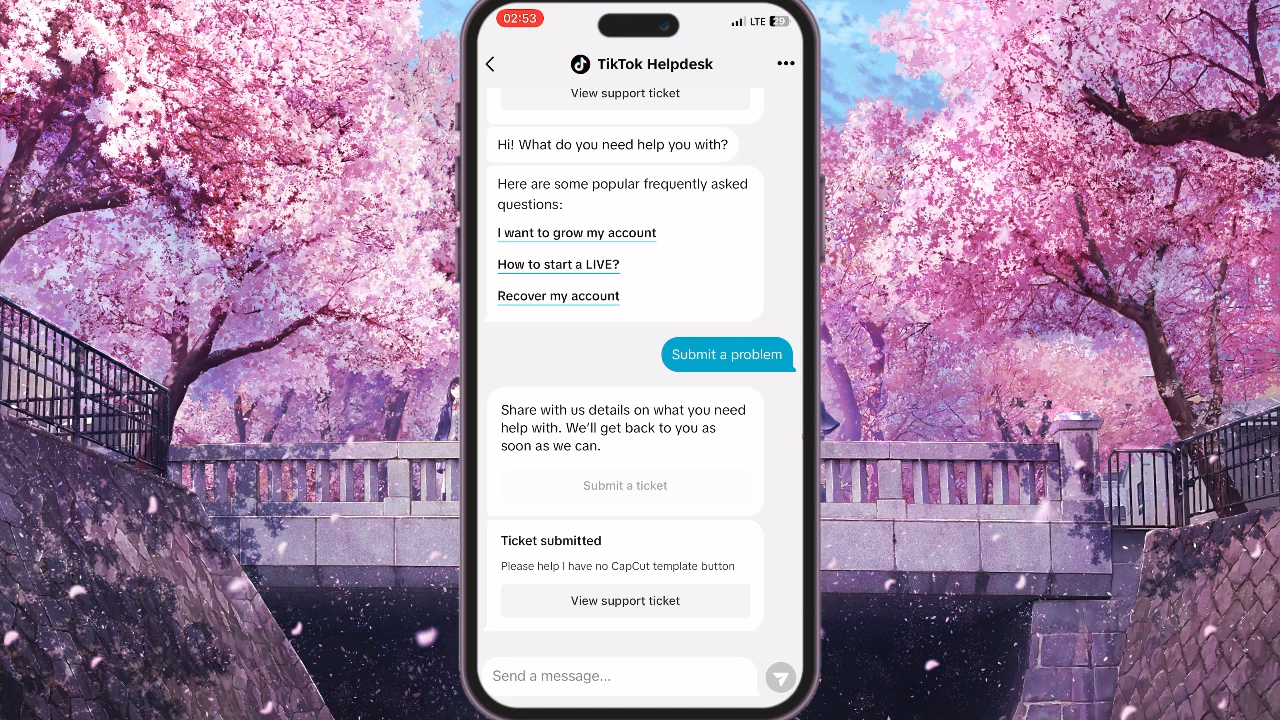 02:53
LTE 29
TikTok Helpdesk
View support ticket
Hi! What do you need help you with?
Here are some popular frequently asked
questions:
I want to grow my account
How to start a LIVE?
Recover my account
Submit a problem
Share with us details on what you need
help with. We'll get back to you as
soon as we can.
Submit a ticket
Ticket submitted
Please help I have no CapCut template button
View support ticket
Send a message...